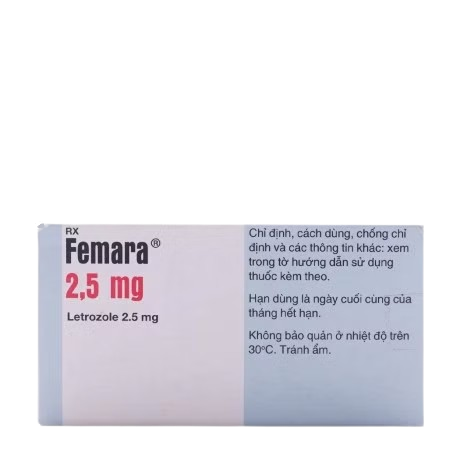 RX
Femara®
2,5 mg
Letrozole 2.5 mg
Chỉ định, cách dùng, chống chỉ
định và các thông tin khác: xem
trong tờ hướng dẫn sử dụng
thuốc kèm theo.
Hạn dùng là ngày cuối cùng của
tháng hết hạn.
Không bảo quản ở nhiệt độ trên
30ºC. Tránh ẩm.